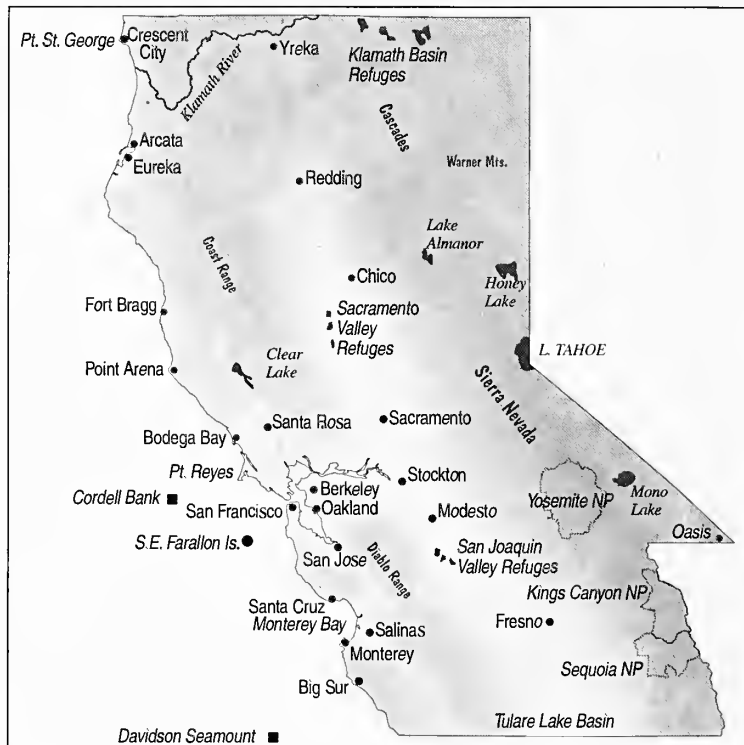 Pt. St. George
Crescent
City
Klamath River
Yreka
Klamath Basin
Refuges
Cascades
Arcata
Eureka
Warner Mts.
Redding
Lake
Almanor
Coast Range
Chico
Honey
Lake
Fort Bragg
Sacramento
Valley
Refuges
Clear
Lake
L. TAHOE
Point Arena
Sierra Nevada
Santa Rosa
Sacramento
Bodega Bay
Pt. Reyes
Stockton
Berkeley
Yosemite NP
Mono
Lake
Cordell Bank
San Francisco
Oakland
Modesto
Oasis
S.E. Farallon Is.
San Jose
Diablo Range
San Joaquin
Valley Refuges
Kings Canyon NP
Santa Cruz
Monterey Bay
Salinas
Fresno
Monterey
Sequoia NP
Big Sur
Tulare Lake Basin
Davidson Seamount